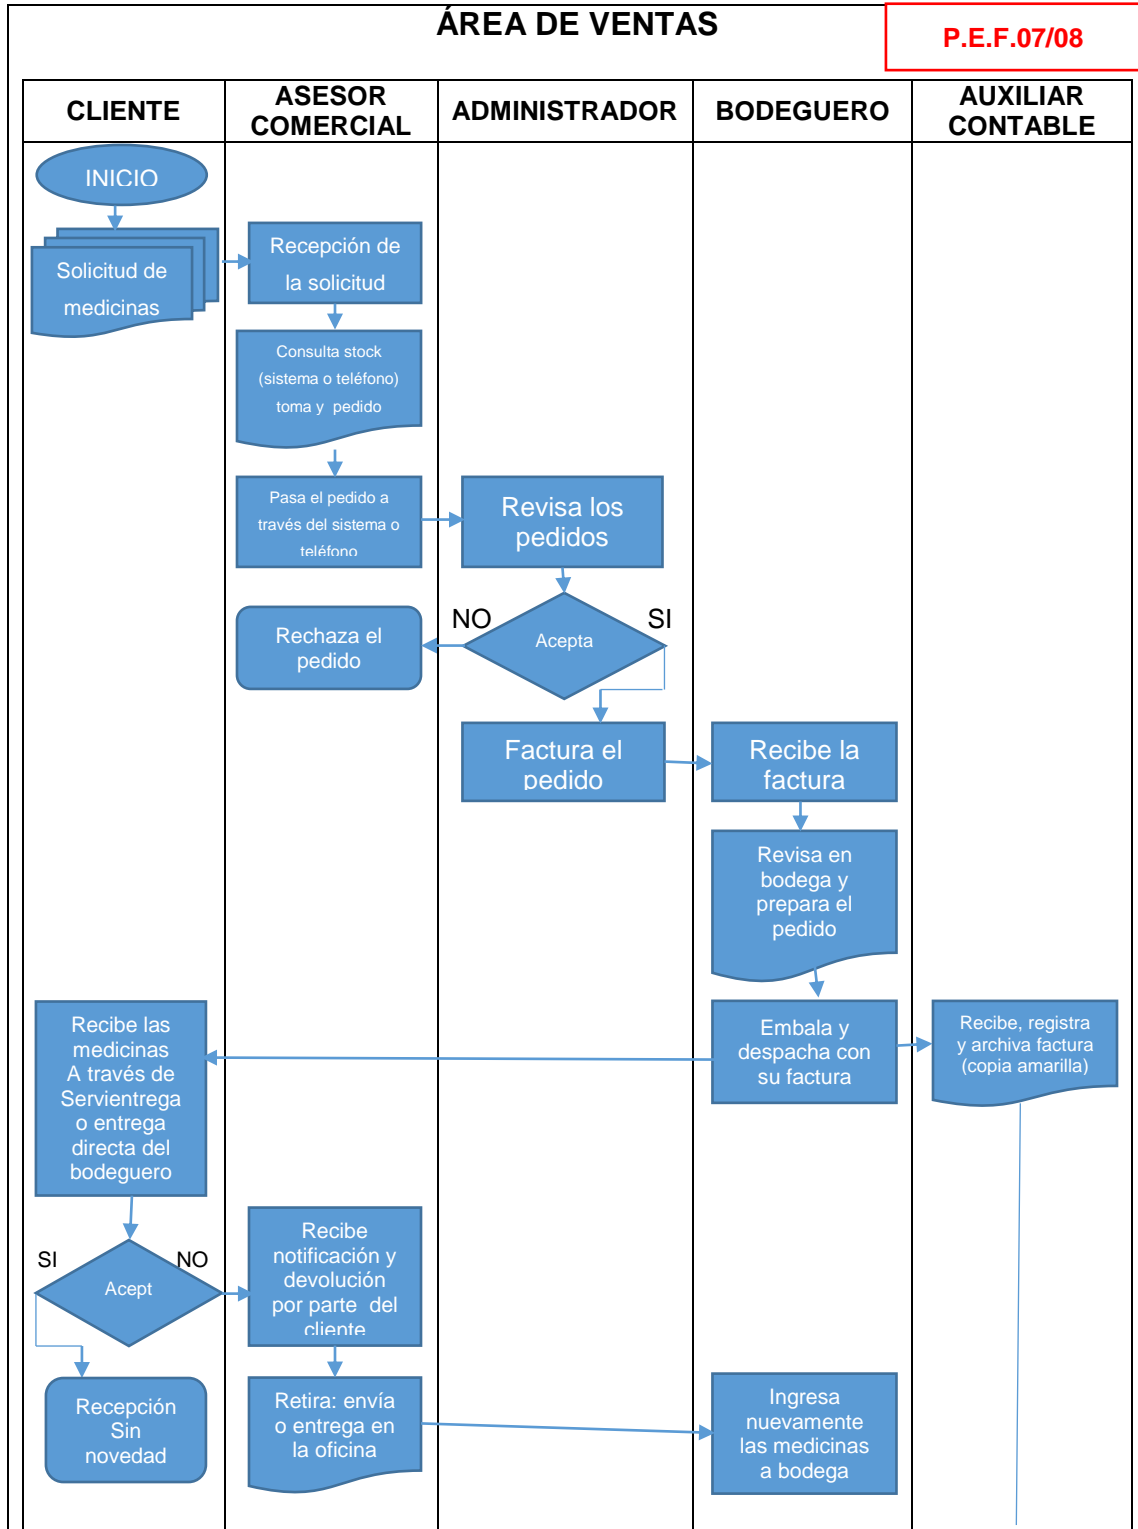 ÁREA DE VENTAS
P.E.F.07/08
CLIENTE
ASESOR
COMERCIAL
ADMINISTRADOR
BODEGUERO
AUXILIAR
CONTABLE
INICIO
Solicitud de
medicinas
Recepción de
la solicitud
Consulta stock
(sistema o teléfono)
toma y pedido
Pasa el pedido a
través del sistema o
teléfono
Revisa los
pedidos
NO
SI
Acepta
Rechaza el
pedido
Factura el
pedido
Recibe la
factura
Revisa en
bodega y
prepara el
pedido
Embala y
despacha con
su factura
Recibe, registra
y archiva factura
(copia amarilla)
Recibe las
medicinas
A través de
Servientrega
o entrega
directa del
bodeguero
SI
NO
Acept
Recibe
notificación y
devolución
por parte del
cliente
Recepción
Sin
novedad
Retira: envía
o entrega en
la oficina
Ingresa
nuevamente
las medicinas
a bodega